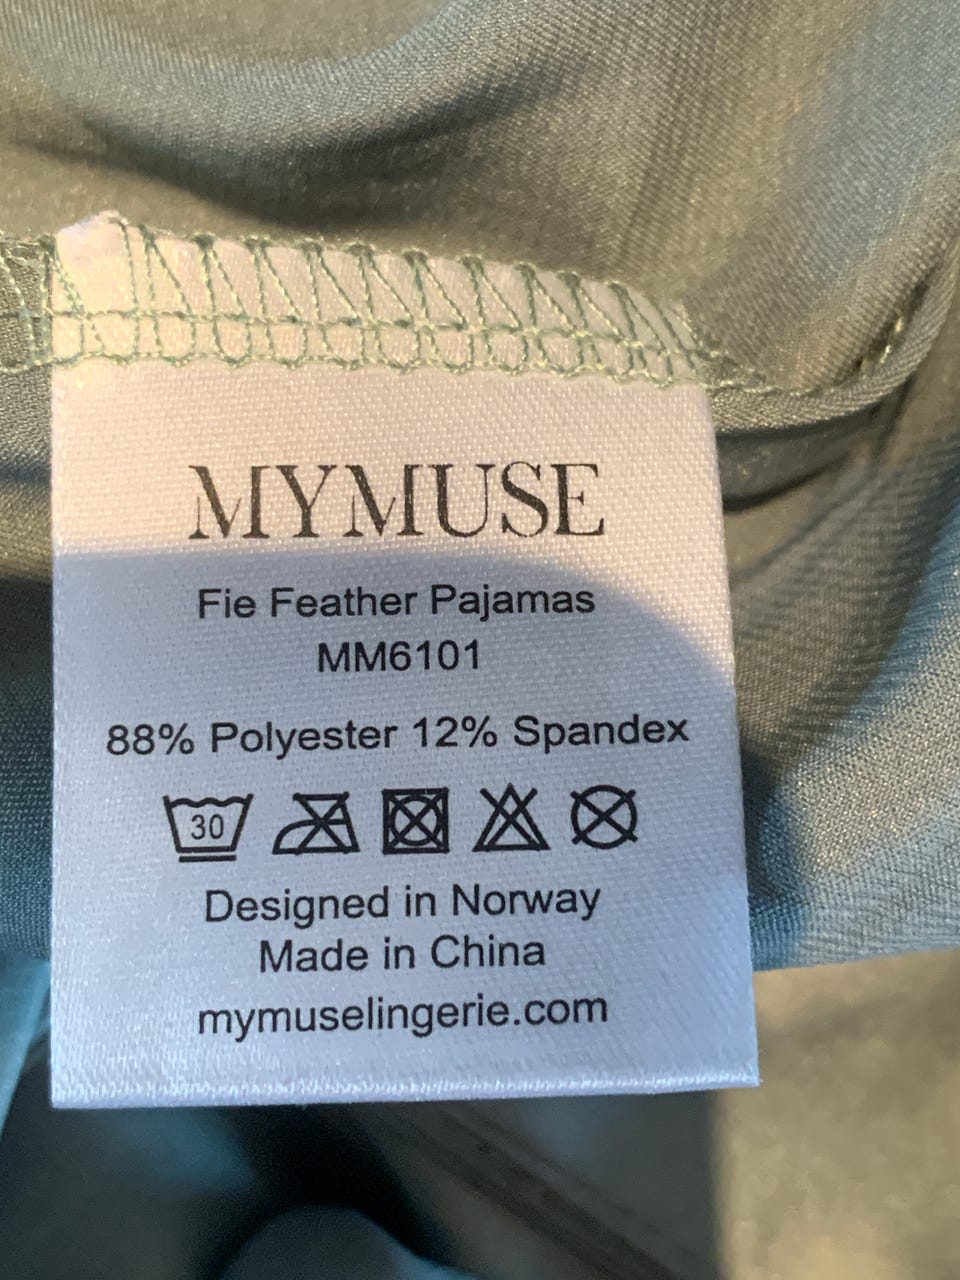 MYMUSE
Fie Feather Pajamas
MM6101
88% Polyester 12% Spandex
30
Designed in Norway
Made in China
mymuselingerie.com